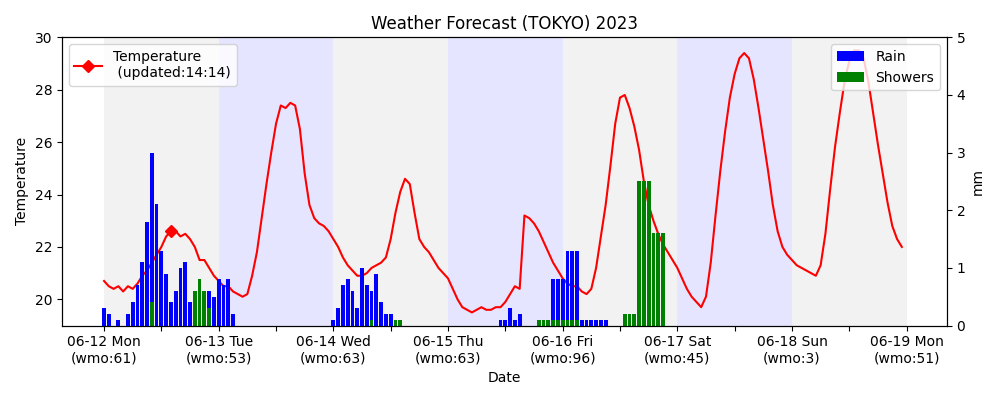 Weather Forecast (TOKYO) 2023
Temperature
(updated:14:14)
Rain
Showers
30
28
26
24
22
20
Temperature
5
4
3
2
1
0
mm
06-12 Mon 06-13 Tue 06-14 Wed 06-15 Thu 06-16 Fri 06-17 Sat 06-18 Sun 06-19 Mon
(wmo:61) (wmo:53) (wmo:63) (wmo:63) (wmo:96) (wmo:45) (wmo:3) (wmo:51)
Date